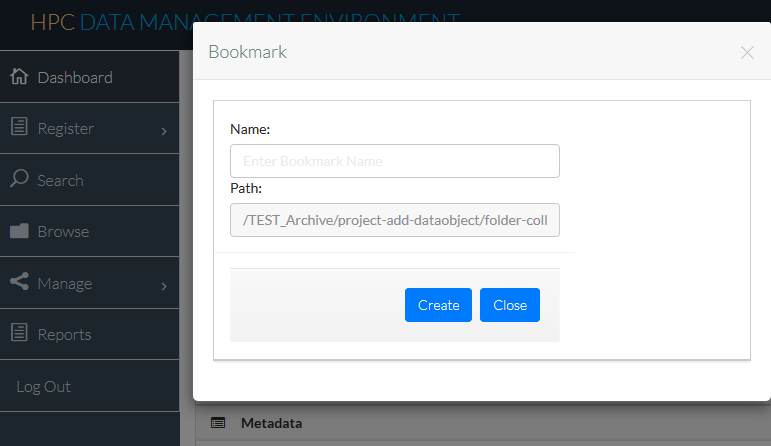 HPC DATA MANAGEMENT ENVIRONMENT
Bookmark
Dashboard
Register
Search
Browse
Manage
Reports
Log Out
Name:
Enter Bookmark Name
Path:
/TEST_Archive/project-add-dataobject/folder-coll
Create Close
Metadata